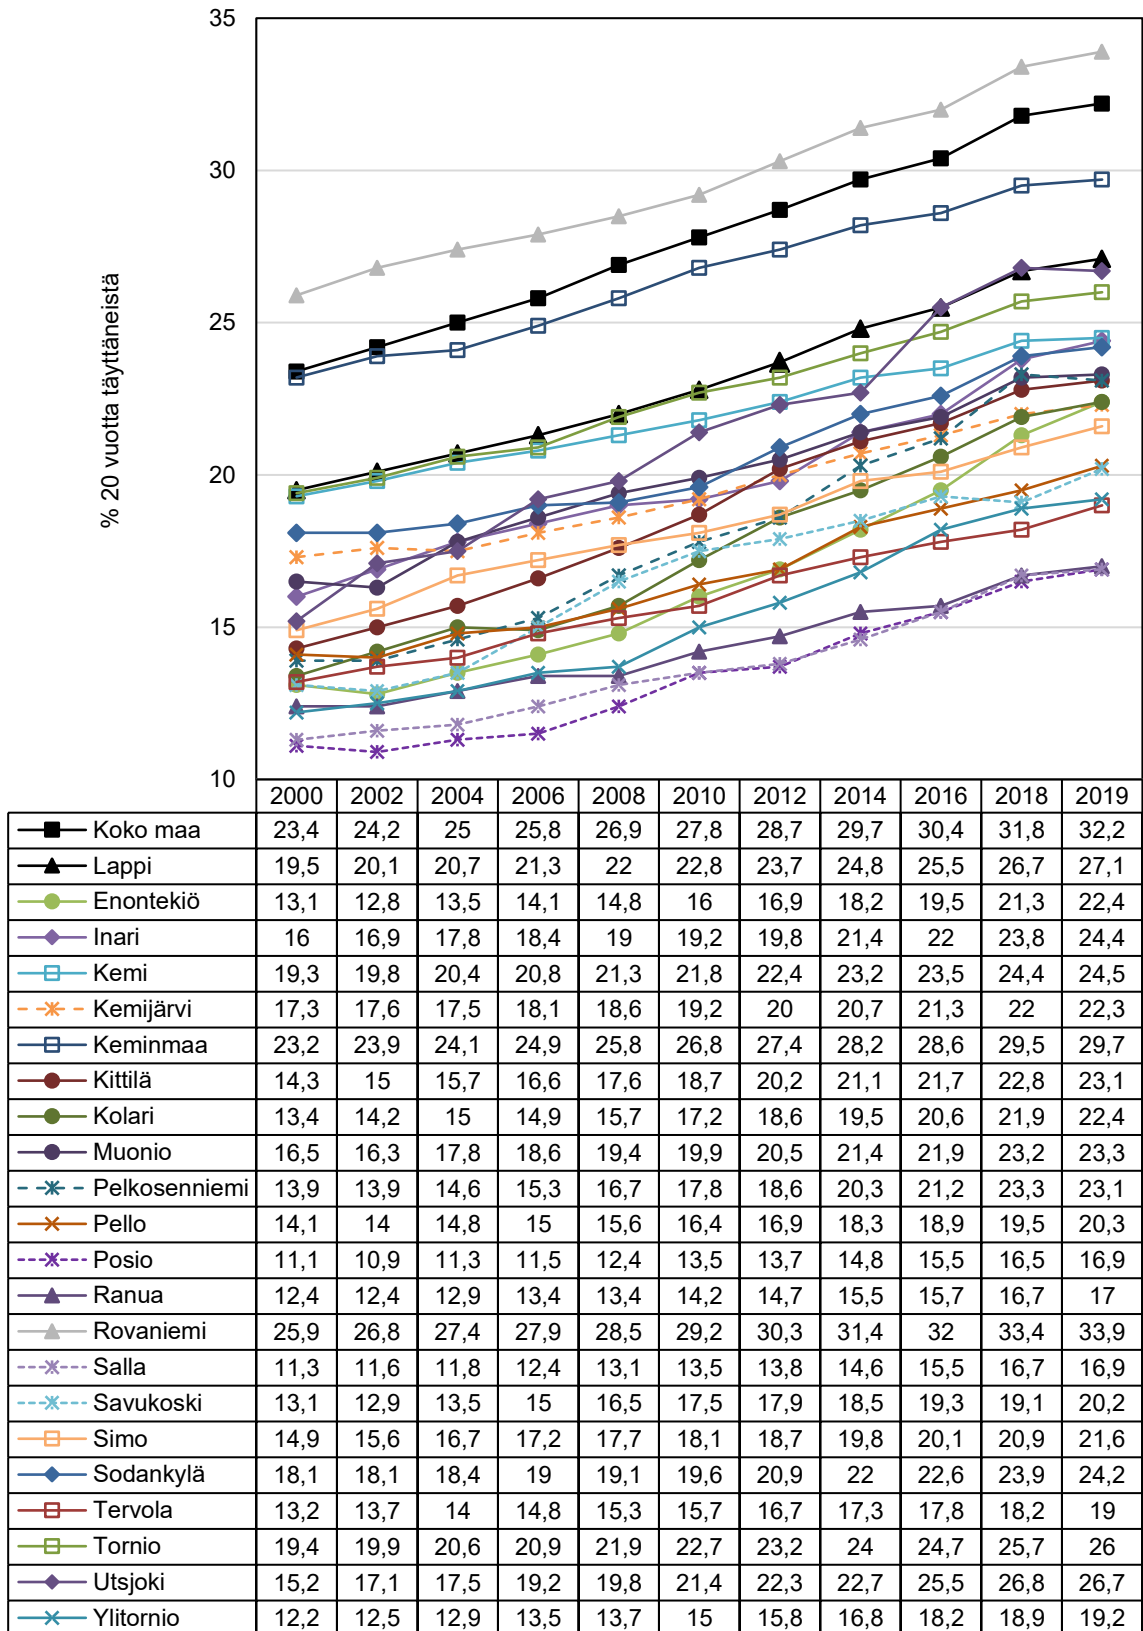 35
30
25
20
15
10
% 20 vuotta täyttäneistä
2000 2002 2004 2006 2008 2010 2012 2014 2016 2018 2019
Koko maa 23,4 24,2 25 25,8 26,9 27,8 28,7 29,7 30,4 31,8 32,2
Lappi 19,5 20,1 20,7 21,3 22 22,8 23,7 24,8 25,5 26,7 27,1
Enontekiö 13,1 12,8 13,5 14,1 14,8 16 16,9 18,2 19,5 21,3 22,4
Inari 16 16,9 17,8 18,4 19 19,2 19,8 21,4 22 23,8 24,4
Kemi 19,3 19,8 20,4 20,8 21,3 21,8 22,4 23,2 23,5 24,4 24,5
Kemijärvi 17,3 17,6 17,5 18,1 18,6 19,2 20 20,7 21,3 22 22,3
Keminmaa 23,2 23,9 24,1 24,9 25,8 26,8 27,4 28,2 28,6 29,5 29,7
Kittilä 14,3 15 15,7 16,6 17,6 18,7 20,2 21,1 21,7 22,8 23,1
Kolari 13,4 14,2 15 14,9 15,7 17,2 18,6 19,5 20,6 21,9 22,4
Muonio 16,5 16,3 17,8 18,6 19,4 19,9 20,5 21,4 21,9 23,2 23,3
Pelkosenniemi 13,9 13,9 14,6 15,3 16,7 17,8 18,6 20,3 21,2 23,3 23,1
Pello 14,1 14 14,8 15 15,6 16,4 16,9 18,3 18,9 19,5 20,3
Posio 11,1 10,9 11,3 11,5 12,4 13,5 13,7 14,8 15,5 16,5 16,9
Ranua 12,4 12,4 12,9 13,4 13,4 14,2 14,7 15,5 15,7 16,7 17
Rovaniemi 25,9 26,8 27,4 27,9 28,5 29,2 30,3 31,4 32 33,4 33,9
Salla 11,3 11,6 11,8 12,4 13,1 13,5 13,8 14,6 15,5 16,7 16,9
Savukoski 13,1 12,9 13,5 15 16,5 17,5 17,9 18,5 19,3 19,1 20,2
Simo 14,9 15,6 16,7 17,2 17,7 18,1 18,7 19,8 20,1 20,9 21,6
Sodankylä 18,1 18,1 18,4 19 19,1 19,6 20,9 22 22,6 23,9 24,2
Tervola 13,2 13,7 14 14,8 15,3 15,7 16,7 17,3 17,8 18,2 19
Tornio 19,4 19,9 20,6 20,9 21,9 22,7 23,2 24 24,7 25,7 26
Utsjoki 15,2 17,1 17,5 19,2 19,8 21,4 22,3 22,7 25,5 26,8 26,7
Ylitornio 12,2 12,5 12,9 13,5 13,7 15 15,8 16,8 18,2 18,9 19,2